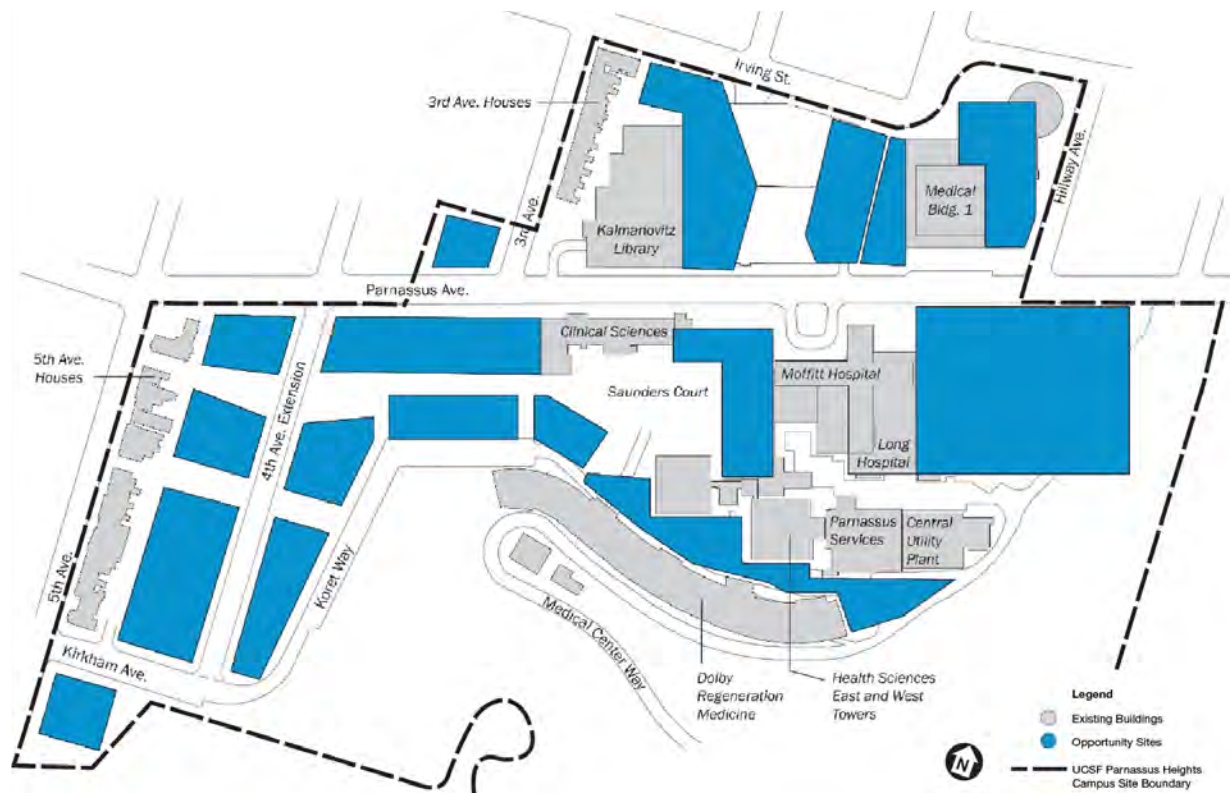 Irving St.
3rd Ave. Houses
3rd Ave.
Hillway Ave.
Medical
Bldg. 1
Kalmanovitz
Library
Parnassus Ave.
Clinical Sciences
5th Ave.
Houses
4th Ave. Extension
Saunders Court
Moffitt Hospital
Long
Hospital
Parnassus
Services
Central
Utility
Plant
5th Ave.
Koret Way
Medical Center Way
Kirkham Ave.
Dolby
Regeneration
Medicine
Health Sciences
East and West
Towers
Legend
Existing Buildings
Opportunity Sites
UCSF Parnassus Heights
Campus Site Boundary
N